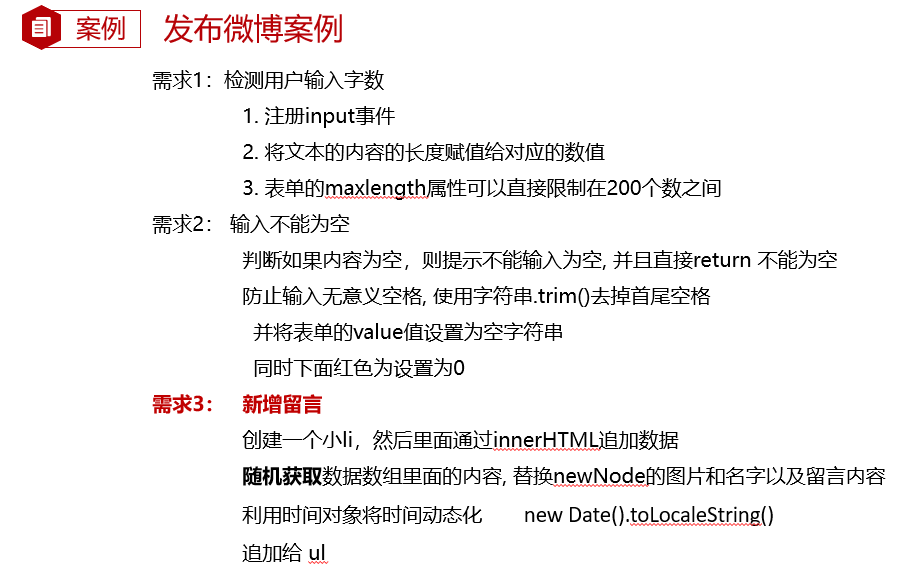 案例 发布微博案例
需求1：检测用户输入字数
1. 注册input事件
2. 将文本的内容的长度赋值给对应的数值
3. 表单的maxlength属性可以直接限制在200个数之间
需求2： 输入不能为空
判断如果内容为空，则提示不能输入为空, 并且直接return 不能为空
防止输入无意义空格, 使用字符串.trim()去掉首尾空格
并将表单的value值设置为空字符串
同时下面红色为设置为0
需求3： 新增留言
创建一个小li，然后里面通过innerHTML追加数据
随机获取数据数组里面的内容, 替换newNode的图片和名字以及留言内容
利用时间对象将时间动态化 new Date().toLocaleString()
追加给 ul